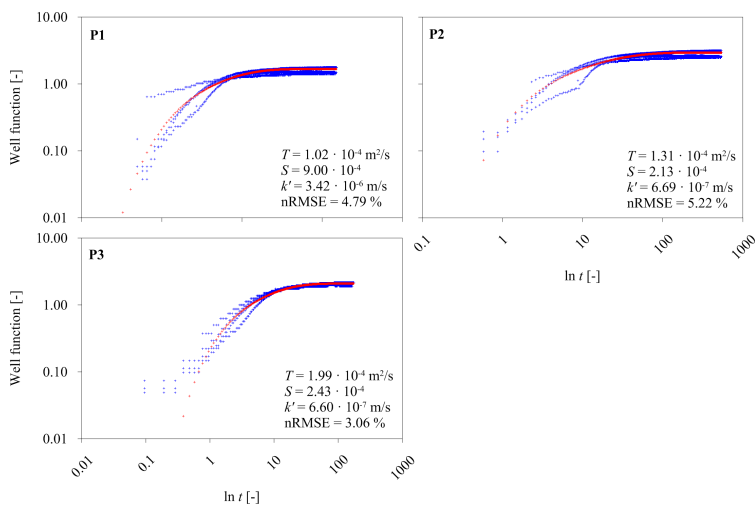 10.00
1.00
0.10
0.01
Well function [-]
P1
T = 1.02 · 10⁻⁴ m²/s
S = 9.00 · 10⁻⁴
k' = 3.42 · 10⁻⁶ m/s
nRMSE = 4.79 %
P2
Well function [-]
T = 1.31 · 10⁻⁴ m²/s
S = 2.13 · 10⁻⁴
k' = 6.69 · 10⁻⁷ m/s
nRMSE = 5.22 %
0.1
1
10
100
1000
ln t [-]
10.00
1.00
0.10
0.01
Well function [-]
P3
T = 1.99 · 10⁻⁴ m²/s
S = 2.43 · 10⁻⁴
k' = 6.60 · 10⁻⁷ m/s
nRMSE = 3.06 %
0.01
0.1
1
10
100
1000
ln t [-]